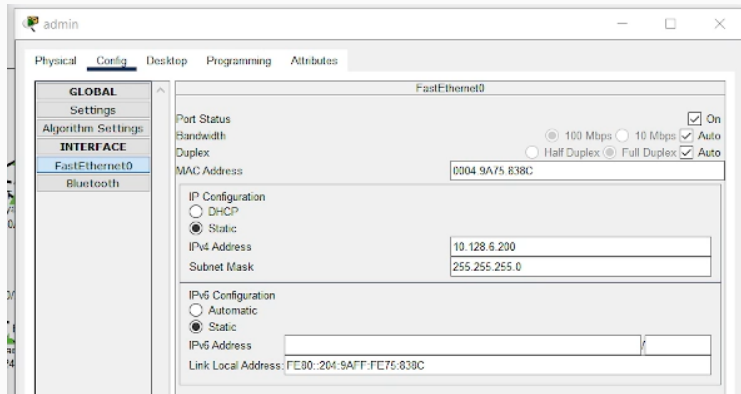 admin
Physical Config Desktop Programming Attributes
GLOBAL
Settings
Algorithm Settings
INTERFACE
FastEthernet0
Bluetooth
FastEthernet0
Port Status On
Bandwidth 100 Mbps 10 Mbps Auto
Duplex Half Duplex Full Duplex Auto
MAC Address 0004.9A75.838C
IP Configuration
DHCP
Static
IPv4 Address 10.128.6.200
Subnet Mask 255.255.255.0
IPv6 Configuration
Automatic
Static
IPv6 Address /
Link Local Address: FE80::204:9AFF:FE75:838C